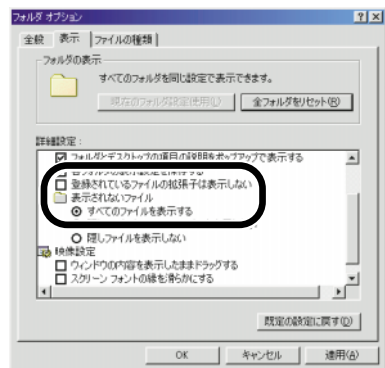 フォルダ オプション
全般 表示 ファイルの種類
フォルダの表示
すべてのフォルダを同じ設定で表示できます。
現在のフォルダ設定使用(L) 全フォルダをリセット(R)
詳細設定:
フォルダとデスクトップの項目の説明をポップアップで表示する
登録されているファイルの拡張子は表示しない
表示されないファイル
すべてのファイルを表示する
隠しファイルを表示しない
映像設定
ウィンドウの内容を表示したままドラッグする
スクリーン フォントの縁を滑らかにする
既定の設定に戻す(D)
OK キャンセル 適用(A)